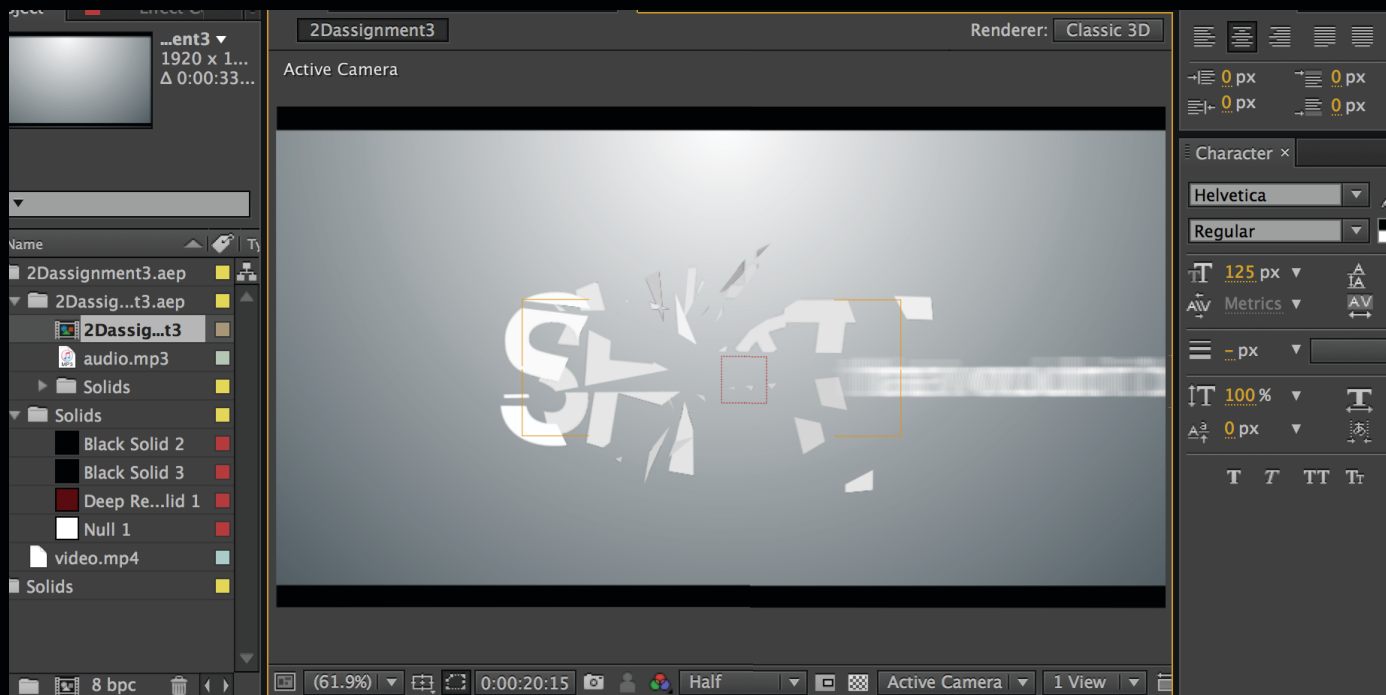 ...ent3
1920 x 1...
Δ 0:00:33...
Name
2Dassignment3.aep
2Dassig...t3.aep
2Dassig...t3
audio.mp3
Solids
Solids
Black Solid 2
Black Solid 3
Deep Re...lid 1
Null 1
video.mp4
Solids
8 bpc
2Dassignment3
Renderer: Classic 3D
Active Camera
(61.9%)
0:00:20:15
Half
Active Camera
1 View
0 px
0 px
0 px
0 px
Character ×
Helvetica
Regular
125 px
Metrics
- px
100 %
0 px
T T TT TT